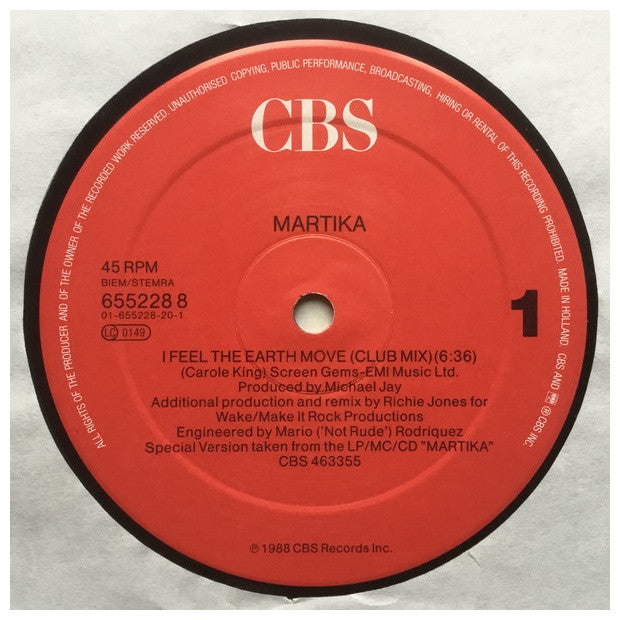 ALL RIGHTS OF THE PRODUCER AND OF THE OWNER OF THE RECORDED WORK RESERVED. UNAUTHORISED COPYING, PUBLIC PERFORMANCE, BROADCASTING, HIRING OR RENTAL OF THIS RECORDING PROHIBITED. MADE IN HOLLAND. CBS AND ® CBS INC.
CBS
MARTIKA
45 RPM
BIEM/STEMRA
655228 8
01-655228-20-1
LC 0149
1
I FEEL THE EARTH MOVE (CLUB MIX)(6:36)
(Carole King) Screen Gems-EMI Music Ltd.
Produced by Michael Jay
Additional production and remix by Richie Jones for
Wake/Make It Rock Productions
Engineered by Mario ('Not Rude') Rodriquez
Special Version taken from the LP/MC/CD "MARTIKA"
CBS 463355
℗ 1988 CBS Records Inc.